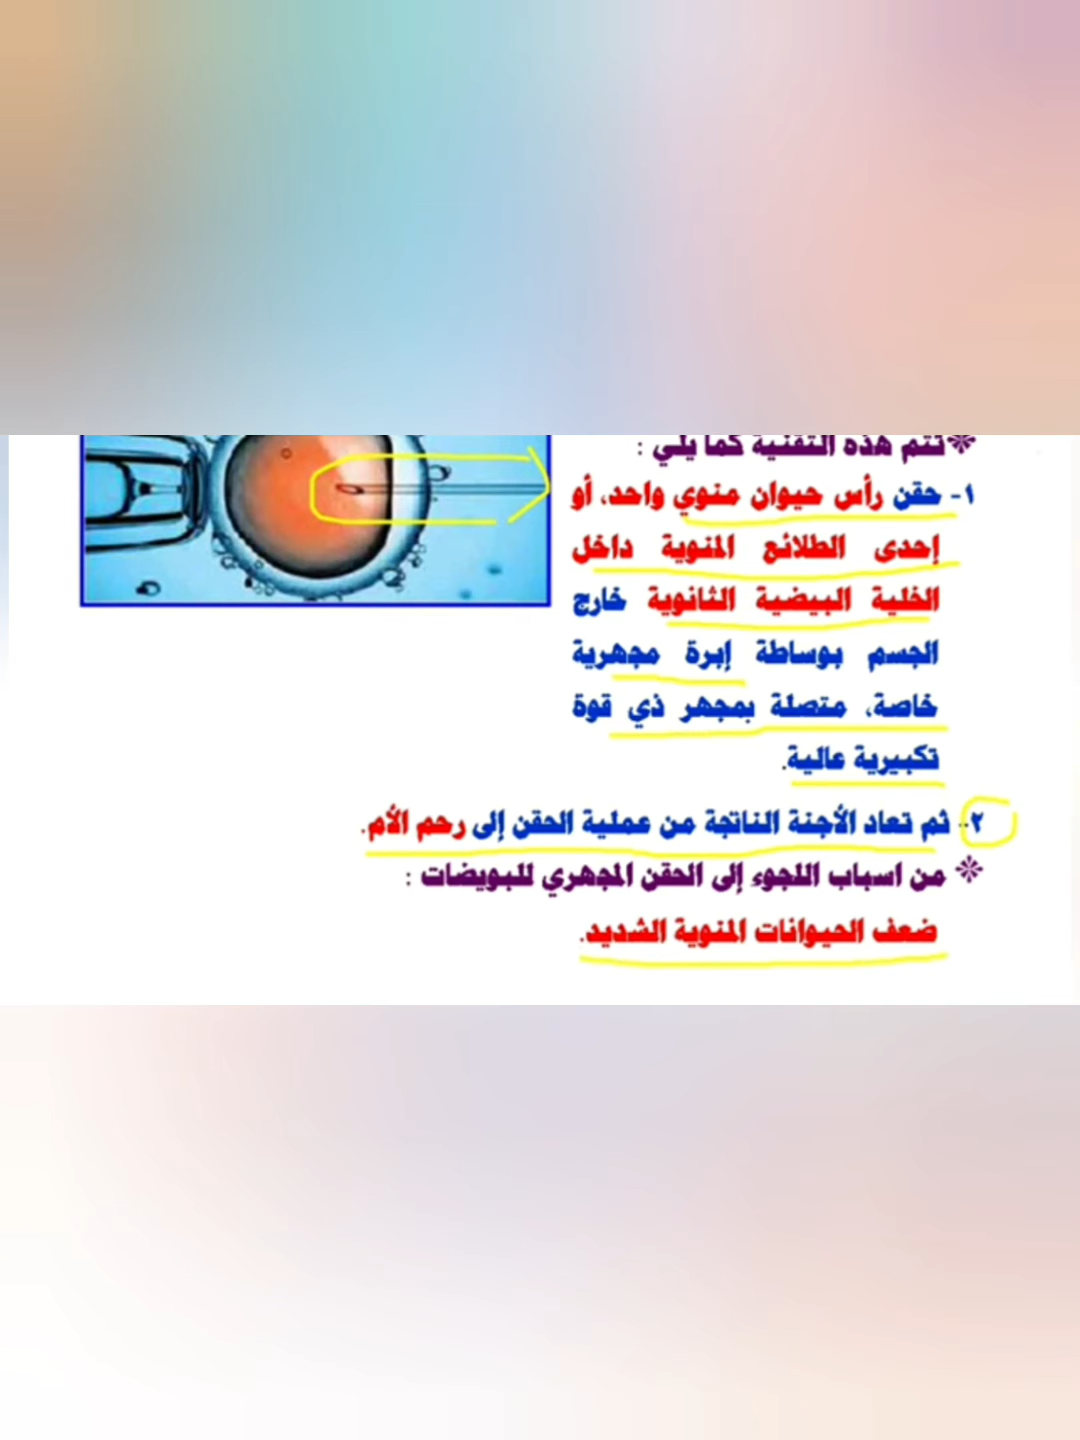 ❈تتم هذه التقنية كما يلي :
١- حقن رأس حيوان منوي واحد، أو
إحدى الطلائع المنوية داخل
الخلية البيضية الثانوية خارج
الجسم بوساطة إبرة مجهرية
خاصة، متصلة بمجهر ذي قوة
تكبيرية عالية.
٢- ثم تعاد الأجنة الناتجة من عملية الحقن إلى رحم الأم.
❈ من اسباب اللجوء إلى الحقن المجهري للبويضات :
ضعف الحيوانات المنوية الشديد.